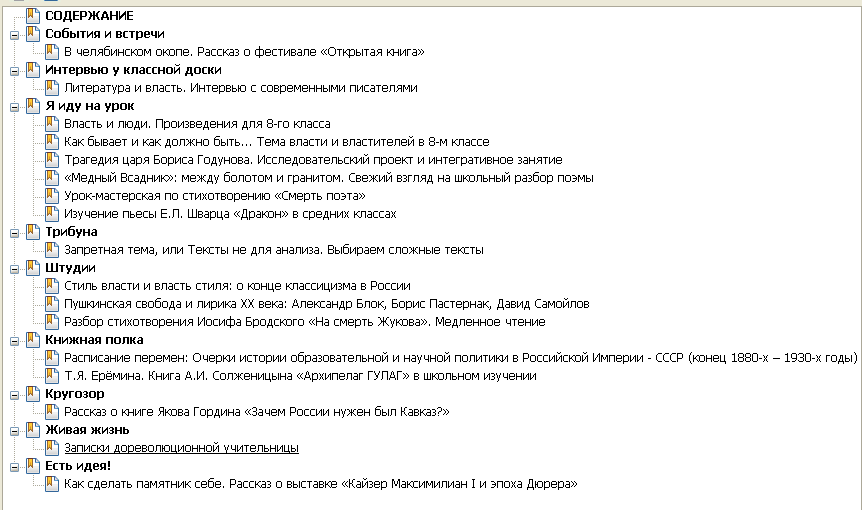 СОДЕРЖАНИЕ
События и встречи
В челябинском окопе. Рассказ о фестивале «Открытая книга»
Интервью у классной доски
Литература и власть. Интервью с современными писателями
Я иду на урок
Власть и люди. Произведения для 8-го класса
Как бывает и как должно быть... Тема власти и властителей в 8-м классе
Трагедия царя Бориса Годунова. Исследовательский проект и интегративное занятие
«Медный Всадник»: между болотом и гранитом. Свежий взгляд на школьный разбор поэмы
Урок-мастерская по стихотворению «Смерть поэта»
Изучение пьесы Е.Л. Шварца «Дракон» в средних классах
Трибуна
Запретная тема, или Тексты не для анализа. Выбираем сложные тексты
Штудии
Стиль власти и власть стиля: о конце классицизма в России
Пушкинская свобода и лирика XX века: Александр Блок, Борис Пастернак, Давид Самойлов
Разбор стихотворения Иосифа Бродского «На смерть Жукова». Медленное чтение
Книжная полка
Расписание перемен: Очерки истории образовательной и научной политики в Российской Империи - СССР (конец 1880-х – 1930-х годы)
Т.Я. Ерёмина. Книга А.И. Солженицына «Архипелаг ГУЛАГ» в школьном изучении
Кругозор
Рассказ о книге Якова Гордина «Зачем России нужен был Кавказ?»
Живая жизнь
Записки дореволюционной учительницы
Есть идея!
Как сделать памятник себе. Рассказ о выставке «Кайзер Максимилиан I и эпоха Дюрера»